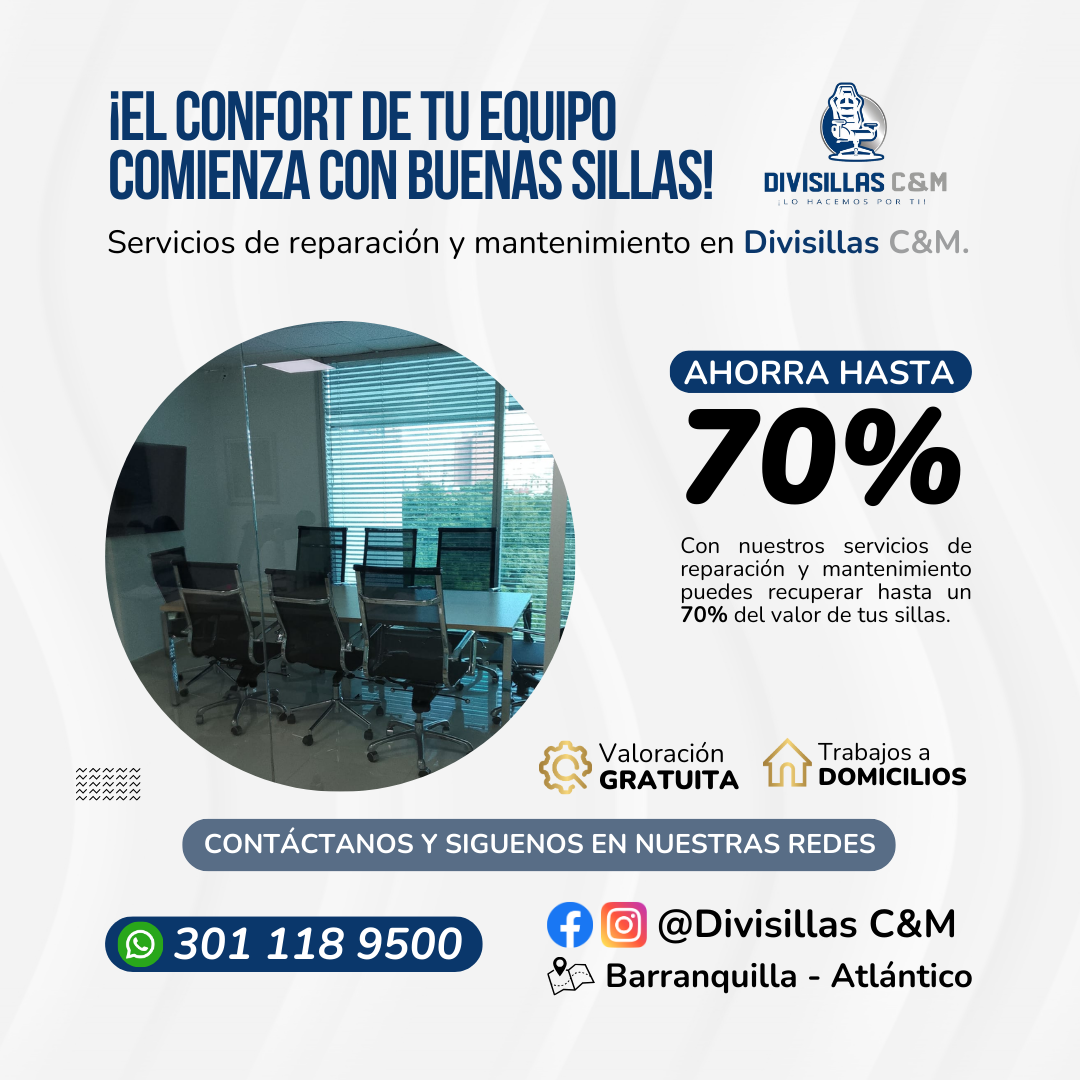 ¡EL CONFORT DE TU EQUIPO
COMIENZA CON BUENAS SILLAS!
DIVISILLAS C&M
¡LO HACEMOS POR TI!
Servicios de reparación y mantenimiento en Divisillas C&M.
AHORRA HASTA
70%
Con nuestros servicios de
reparación y mantenimiento
puedes recuperar hasta un
70% del valor de tus sillas.
Valoración
GRATUITA
Trabajos a
DOMICILIOS
CONTÁCTANOS Y SIGUENOS EN NUESTRAS REDES
301 118 9500
@Divisillas C&M
Barranquilla - Atlántico